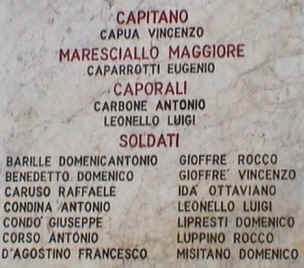 CAPITANO
CAPUA VINCENZO
MARESCIALLO MAGGIORE
CAPARROTTI EUGENIO
CAPORALI
CARBONE ANTONIO
LEONELLO LUIGI
SOLDATI
BARILLE DOMENICANTONIO
BENEDETTO DOMENICO
CARUSO RAFFAELE
CONDINA ANTONIO
CONDO' GIUSEPPE
CORSO ANTONIO
D'AGOSTINO FRANCESCO
GIOFFRE' ROCCO
GIOFFRE' VINCENZO
IDA' OTTAVIANO
LEONELLO LUIGI
LIPRESTI DOMENICO
LUPPINO ROCCO
MISITANO DOMENICO